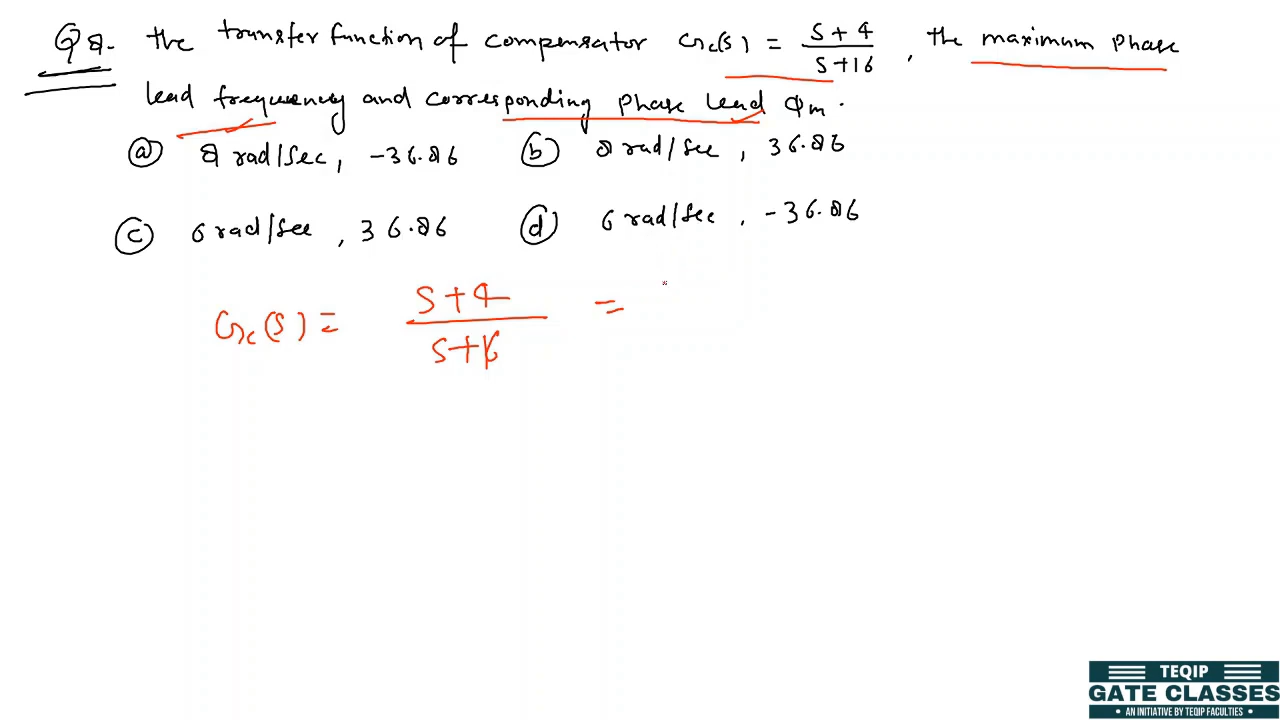 Q8. The transfer function of compensator Gc(s) = s+4 / s+16 , the maximum phase
lead frequency and corresponding phase lead φm.
(a) 8 rad/sec, -36.86 (b) 8 rad/sec, 36.86
(c) 6 rad/sec, 36.86 (d) 6 rad/sec, -36.86
Gc(s) = s+4 / s+16 =
TEQIP
GATE CLASSES
AN INITIATIVE BY TEQIP FACULTIES